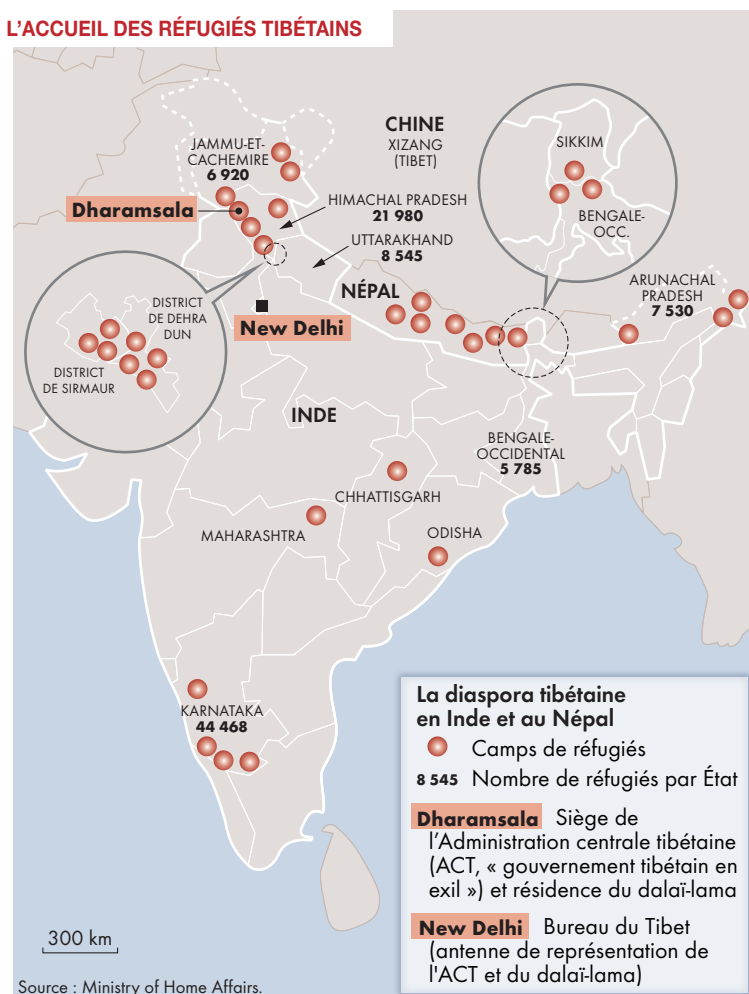 L'ACCUEIL DES RÉFUGIÉS TIBÉTAINS
CHINE
XIZANG
(TIBET)
SIKKIM
BENGALE-
OCC.
JAMMU-ET-
CACHEMIRE
6 920
HIMACHAL PRADESH
21 980
Dharamsala
UTTARAKHAND
8 545
ARUNACHAL
PRADESH
7 530
NÉPAL
DISTRICT
DE DEHRA
DUN
DISTRICT
DE SIRMAUR
New Delhi
INDE
BENGALE-
OCCIDENTAL
5 785
CHHATTISGARH
MAHARASHTRA
ODISHA
KARNATAKA
44 468
La diaspora tibétaine
en Inde et au Népal
Camps de réfugiés
8 545 Nombre de réfugiés par État
Dharamsala Siège de
l'Administration centrale tibétaine
(ACT, « gouvernement tibétain en
exil ») et résidence du dalaï-lama
New Delhi Bureau du Tibet
(antenne de représentation de
l'ACT et du dalaï-lama)
300 km
Source : Ministry of Home Affairs.